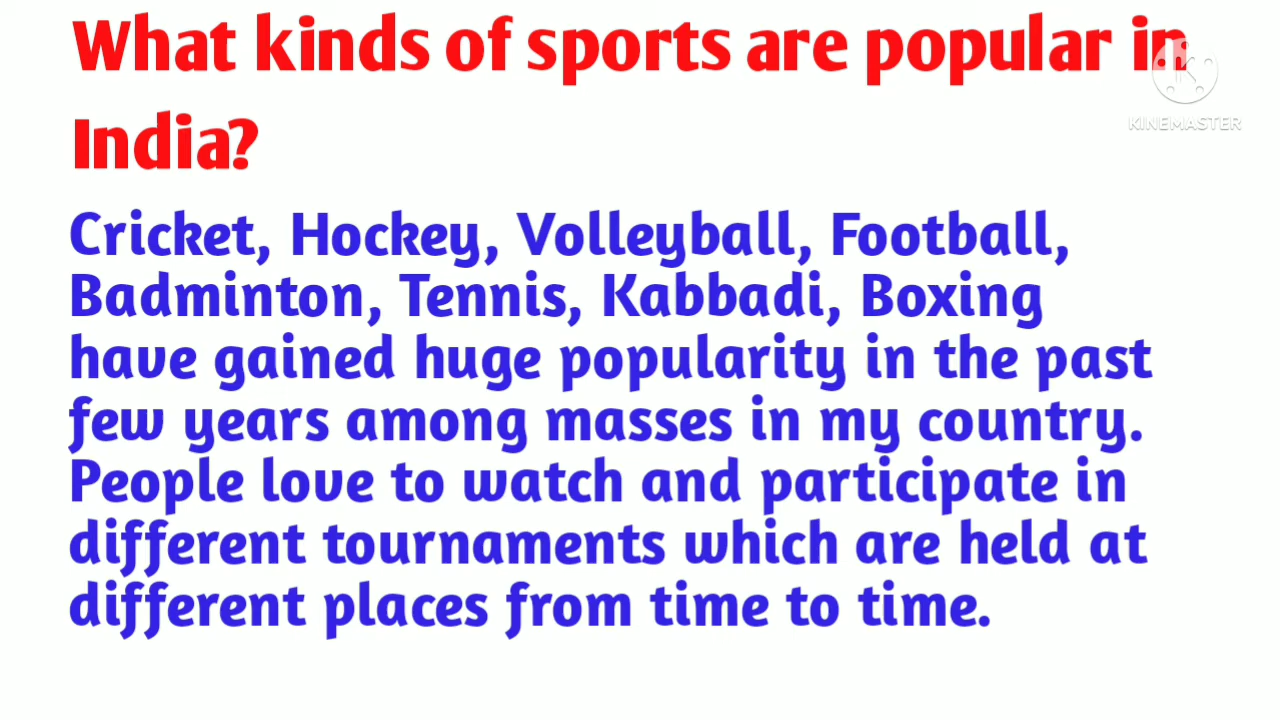 What kinds of sports are popular in
India?
KINEMASTER
Cricket, Hockey, Volleyball, Football,
Badminton, Tennis, Kabbadi, Boxing
have gained huge popularity in the past
few years among masses in my country.
People love to watch and participate in
different tournaments which are held at
different places from time to time.